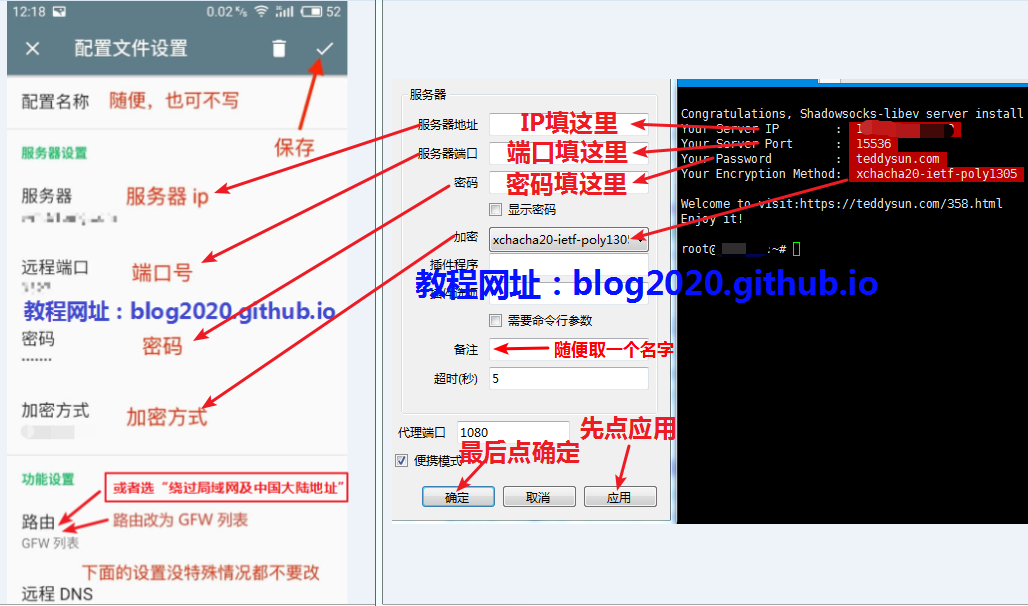 12:18
0.02 K/s
52
配置文件设置
配置名称
随便，也可不写
保存
服务器设置
服务器
服务器 ip
远程端口
端口号
教程网址：blog2020.github.io
密码
密码
加密方式
加密方式
功能设置
或者选“绕过局域网及中国大陆地址”
路由
路由改为 GFW 列表
GFW 列表
下面的设置没特殊情况都不要改
远程 DNS
服务器
服务器地址
IP填这里
服务器端口
端口填这里
密码
密码填这里
显示密码
加密
xchacha20-ietf-poly130
插件程序
教程网址：blog2020.github.io
需要命令行参数
备注
随便取一个名字
超时(秒)
5
代理端口
1080
先点应用
最后点确定
便携模式
确定
取消
应用
Congratulations, Shadowsocks-libev server install
Your Server IP :
Your Server Port : 15536
Your Password : teddysun.com
Your Encryption Method: xchacha20-ietf-poly1305
Welcome to visit:https://teddysun.com/358.html
Enjoy it!
root@ :~#